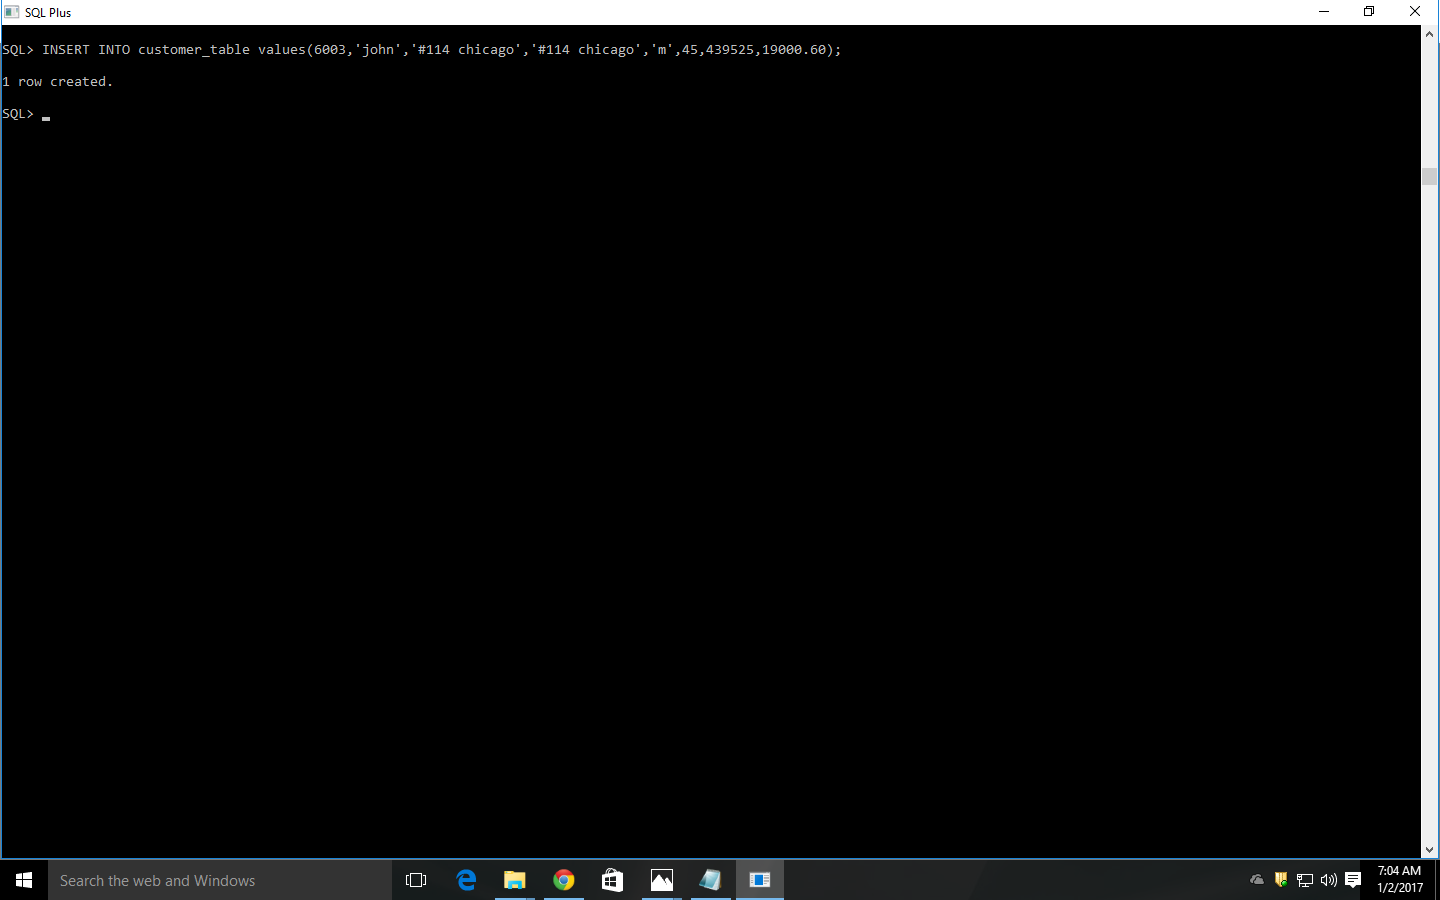 SQL Plus
SQL> INSERT INTO customer_table values(6003,'john','#114 chicago','#114 chicago','m',45,439525,19000.60);
1 row created.
SQL>
Search the web and Windows
7:04 AM
1/2/2017